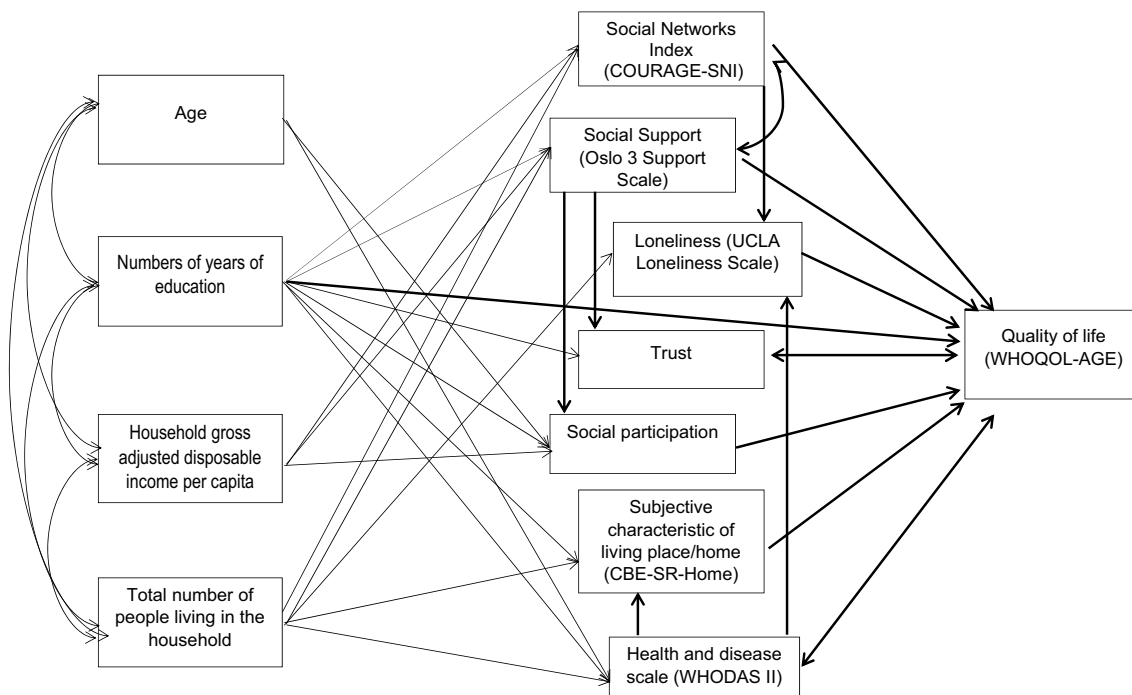 Age
Numbers of years of
education
Household gross
adjusted disposable
income per capita
Total number of
people living in the
household
Social Networks
Index
(COURAGE-SNI)
Social Support
(Oslo 3 Support
Scale)
Loneliness (UCLA
Loneliness Scale)
Trust
Social participation
Subjective
characteristic of
living place/home
(CBE-SR-Home)
Health and disease
scale (WHODAS II)
Quality of life
(WHOQOL-AGE)